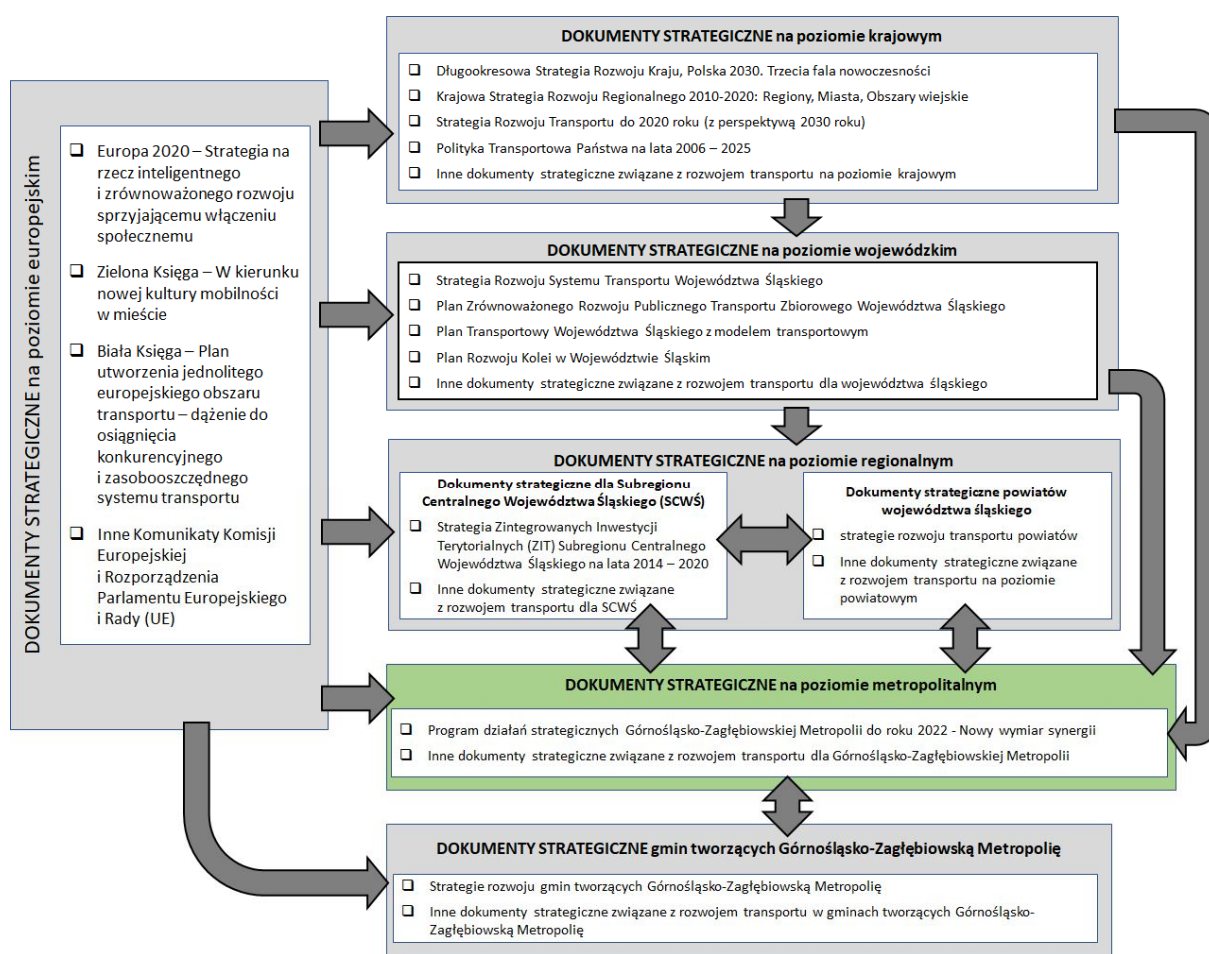 DOKUMENTY STRATEGICZNE na poziomie europejskim
Europa 2020 – Strategia na
rzecz inteligentnego
i zrównoważonego rozwoju
sprzyjającemu włączeniu
społecznemu
Zielona Księga – W kierunku
nowej kultury mobilności
w mieście
Biała Księga – Plan
utworzenia jednolitego
europejskiego obszaru
transportu – dążenie do
osiągnięcia
konkurencyjnego
i zasobooszczędnego
systemu transportu
Inne Komunikaty Komisji
Europejskiej
i Rozporządzenia
Parlamentu Europejskiego
i Rady (UE)
DOKUMENTY STRATEGICZNE na poziomie krajowym
Długookresowa Strategia Rozwoju Kraju, Polska 2030. Trzecia fala nowoczesności
Krajowa Strategia Rozwoju Regionalnego 2010-2020: Regiony, Miasta, Obszary wiejskie
Strategia Rozwoju Transportu do 2020 roku (z perspektywą 2030 roku)
Polityka Transportowa Państwa na lata 2006 – 2025
Inne dokumenty strategiczne związane z rozwojem transportu na poziomie krajowym
DOKUMENTY STRATEGICZNE na poziomie wojewódzkim
Strategia Rozwoju Systemu Transportu Województwa Śląskiego
Plan Zrównoważonego Rozwoju Publicznego Transportu Zbiorowego Województwa Śląskiego
Plan Transportowy Województwa Śląskiego z modelem transportowym
Plan Rozwoju Kolei w Województwie Śląskim
Inne dokumenty strategiczne związane z rozwojem transportu dla województwa śląskiego
DOKUMENTY STRATEGICZNE na poziomie regionalnym
Dokumenty strategiczne dla Subregionu
Centralnego Województwa Śląskiego (SCWŚ)
Strategia Zintegrowanych Inwestycji
Terytorialnych (ZIT) Subregionu Centralnego
Województwa Śląskiego na lata 2014 – 2020
Inne dokumenty strategiczne związane
z rozwojem transportu dla SCWŚ
Dokumenty strategiczne powiatów
województwa śląskiego
strategie rozwoju transportu powiatów
Inne dokumenty strategiczne związane
z rozwojem transportu na poziomie
powiatowym
DOKUMENTY STRATEGICZNE na poziomie metropolitalnym
Program działań strategicznych Górnośląsko-Zagłębiowskiej Metropolii do roku 2022 - Nowy wymiar synergii
Inne dokumenty strategiczne związane z rozwojem transportu dla Górnośląsko-Zagłębiowskiej Metropolii
DOKUMENTY STRATEGICZNE gmin tworzących Górnośląsko-Zagłębiowską Metropolię
Strategie rozwoju gmin tworzących Górnośląsko-Zagłębiowską Metropolię
Inne dokumenty strategiczne związane z rozwojem transportu w gminach tworzących Górnośląsko-
Zagłębiowską Metropolię